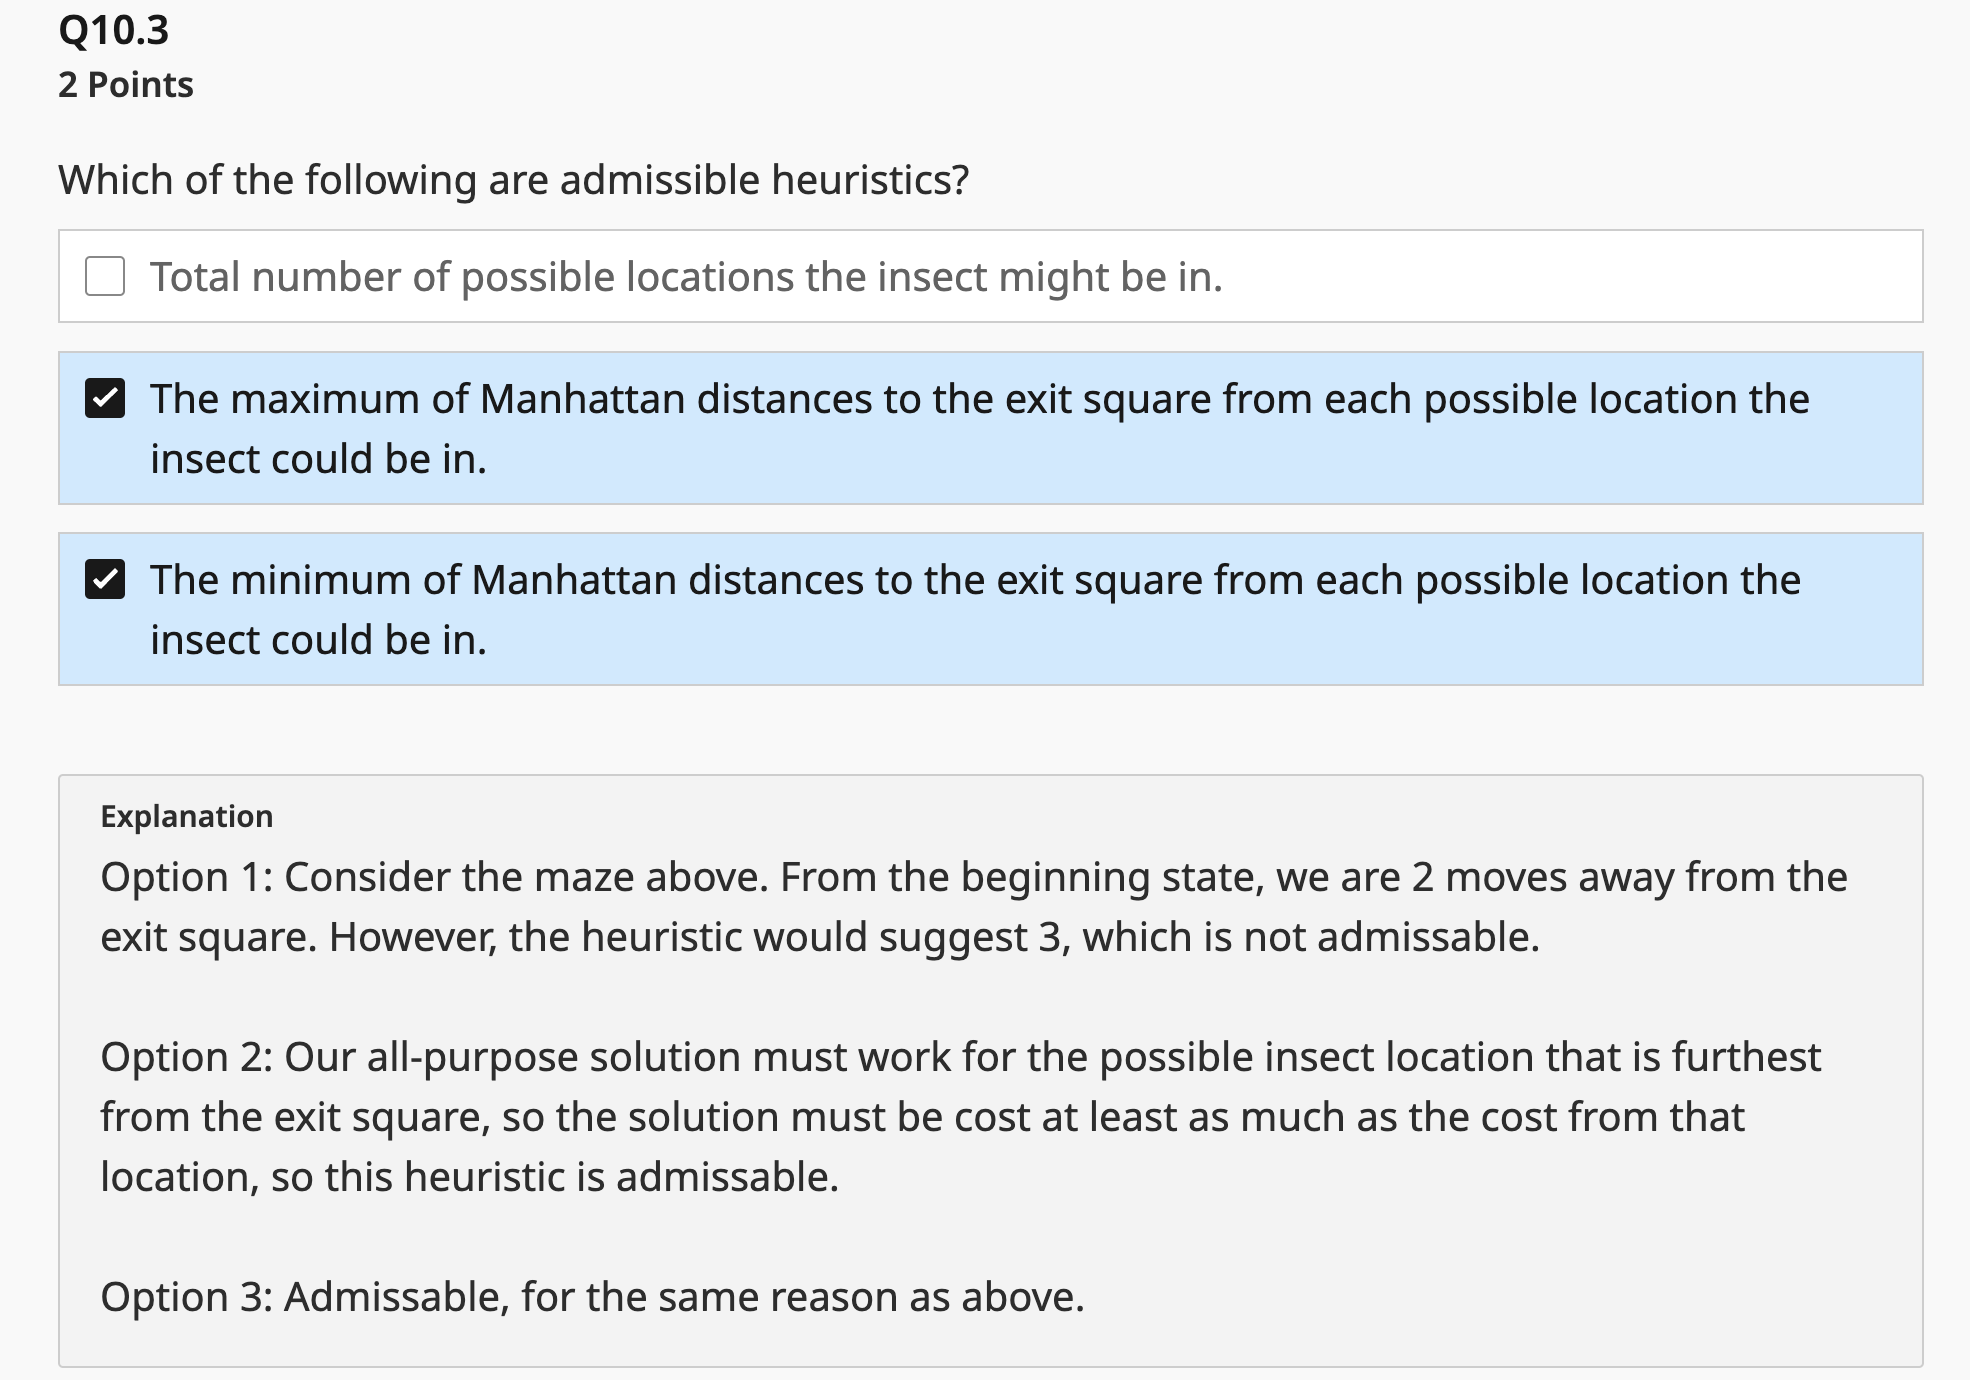 Q10.3
2 Points
Which of the following are admissible heuristics?
Total number of possible locations the insect might be in.
The maximum of Manhattan distances to the exit square from each possible location the
insect could be in.
The minimum of Manhattan distances to the exit square from each possible location the
insect could be in.
Explanation
Option 1: Consider the maze above. From the beginning state, we are 2 moves away from the
exit square. However, the heuristic would suggest 3, which is not admissable.
Option 2: Our all-purpose solution must work for the possible insect location that is furthest
from the exit square, so the solution must be cost at least as much as the cost from that
location, so this heuristic is admissable.
Option 3: Admissable, for the same reason as above.